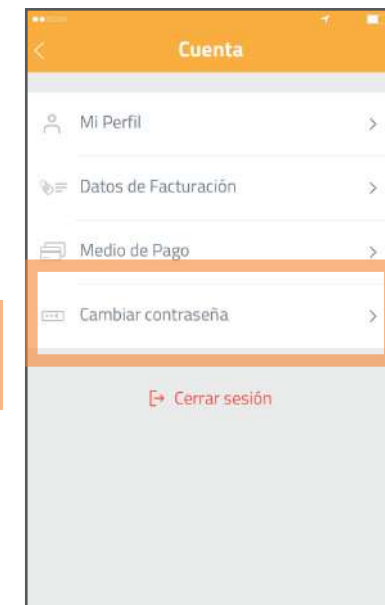 Cuenta
Mi Perfil
Datos de Facturación
Medio de Pago
Cambiar contraseña
Cerrar sesión